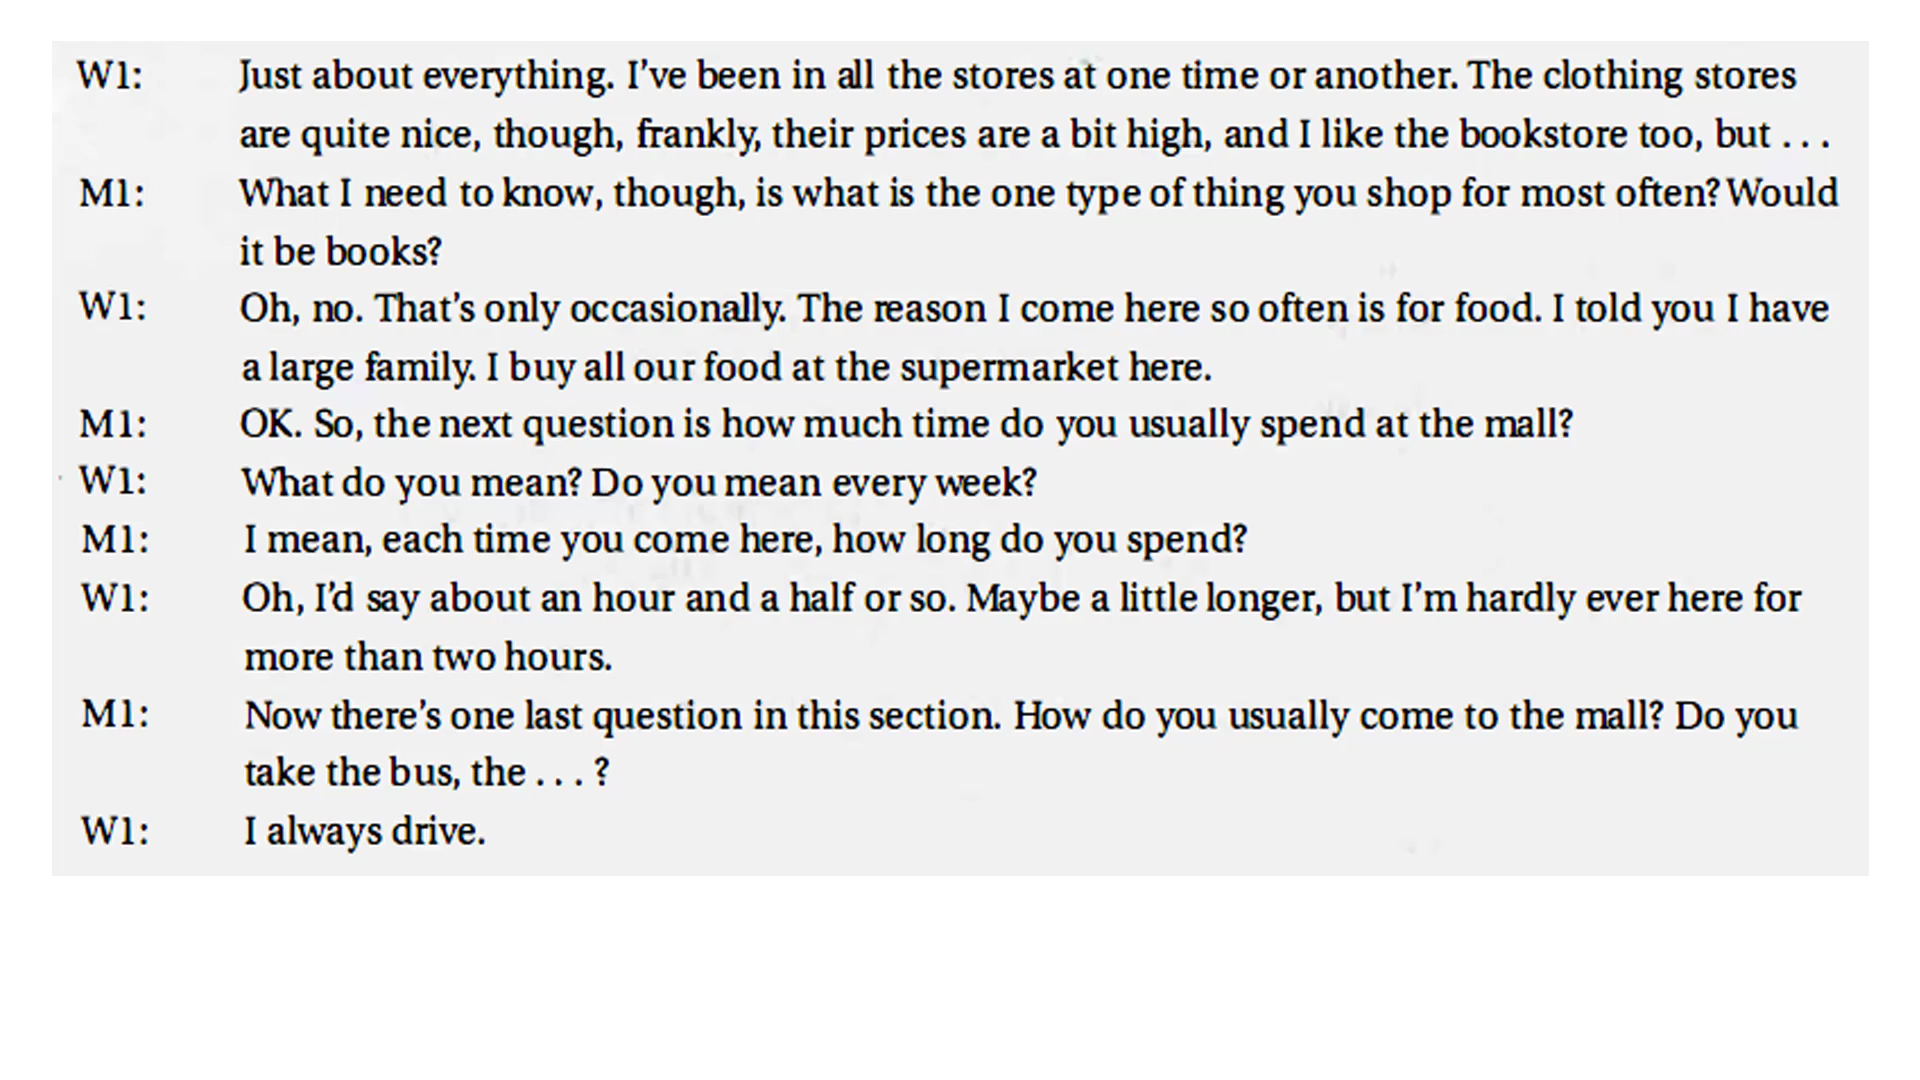 W1: Just about everything. I've been in all the stores at one time or another. The clothing stores
are quite nice, though, frankly, their prices are a bit high, and I like the bookstore too, but . . .
M1: What I need to know, though, is what is the one type of thing you shop for most often? Would
it be books?
W1: Oh, no. That's only occasionally. The reason I come here so often is for food. I told you I have
a large family. I buy all our food at the supermarket here.
M1: OK. So, the next question is how much time do you usually spend at the mall?
W1: What do you mean? Do you mean every week?
M1: I mean, each time you come here, how long do you spend?
W1: Oh, I'd say about an hour and a half or so. Maybe a little longer, but I'm hardly ever here for
more than two hours.
M1: Now there's one last question in this section. How do you usually come to the mall? Do you
take the bus, the . . . ?
W1: I always drive.